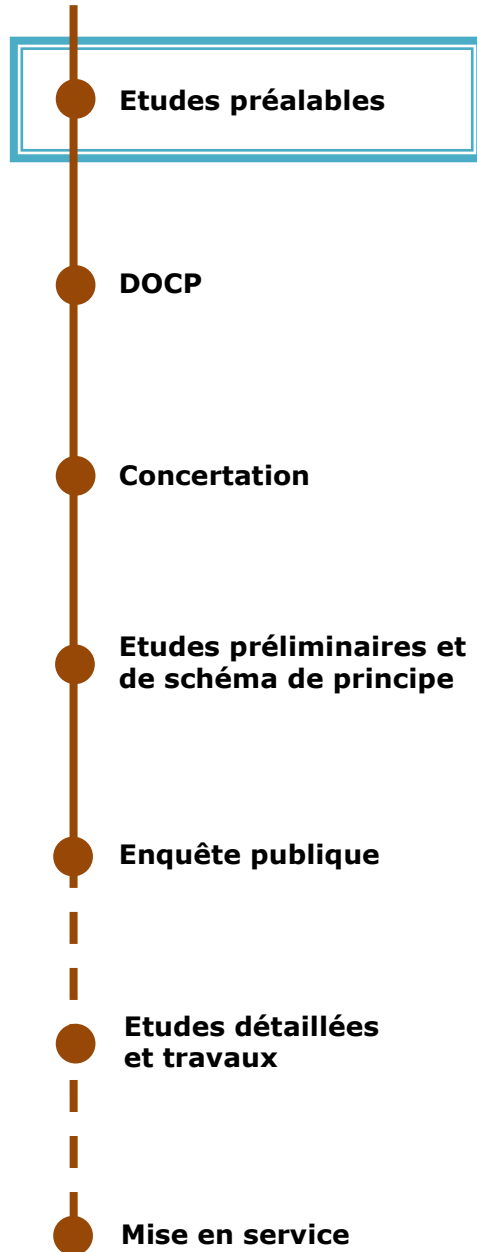 Etudes préalables
DOCP
Concertation
Etudes préliminaires et
de schéma de principe
Enquête publique
Etudes détaillées
et travaux
Mise en service